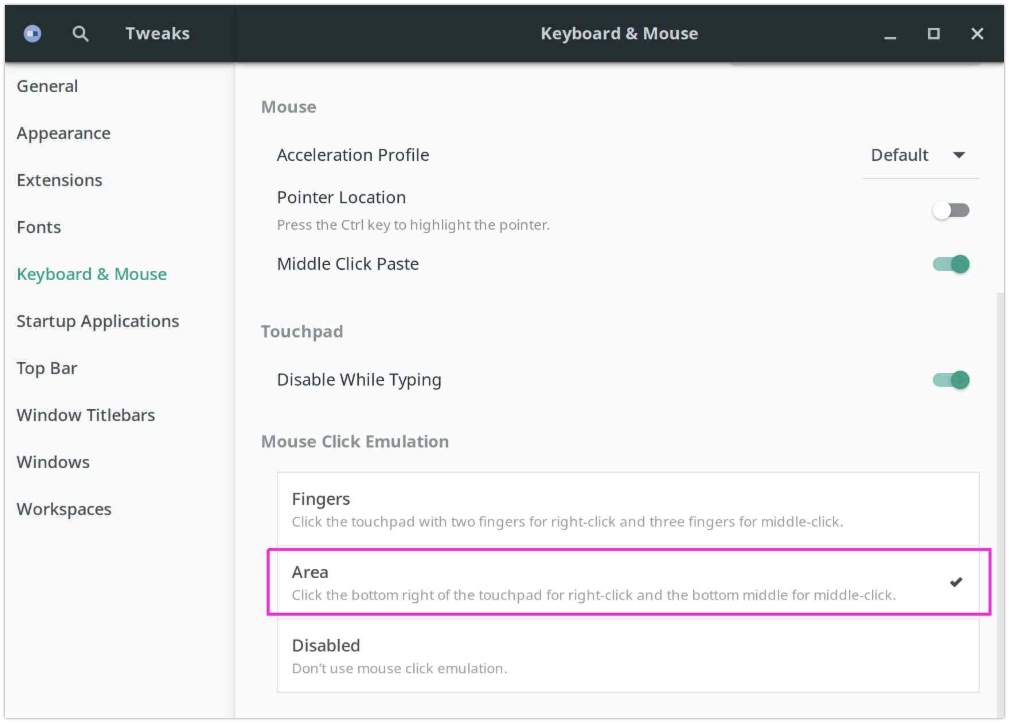 Tweaks
Keyboard & Mouse
General
Appearance
Extensions
Fonts
Keyboard & Mouse
Startup Applications
Top Bar
Window Titlebars
Windows
Workspaces
Mouse
Acceleration Profile
Default
Pointer Location
Press the Ctrl key to highlight the pointer.
Middle Click Paste
Touchpad
Disable While Typing
Mouse Click Emulation
Fingers
Click the touchpad with two fingers for right-click and three fingers for middle-click.
Area
Click the bottom right of the touchpad for right-click and the bottom middle for middle-click.
Disabled
Don't use mouse click emulation.